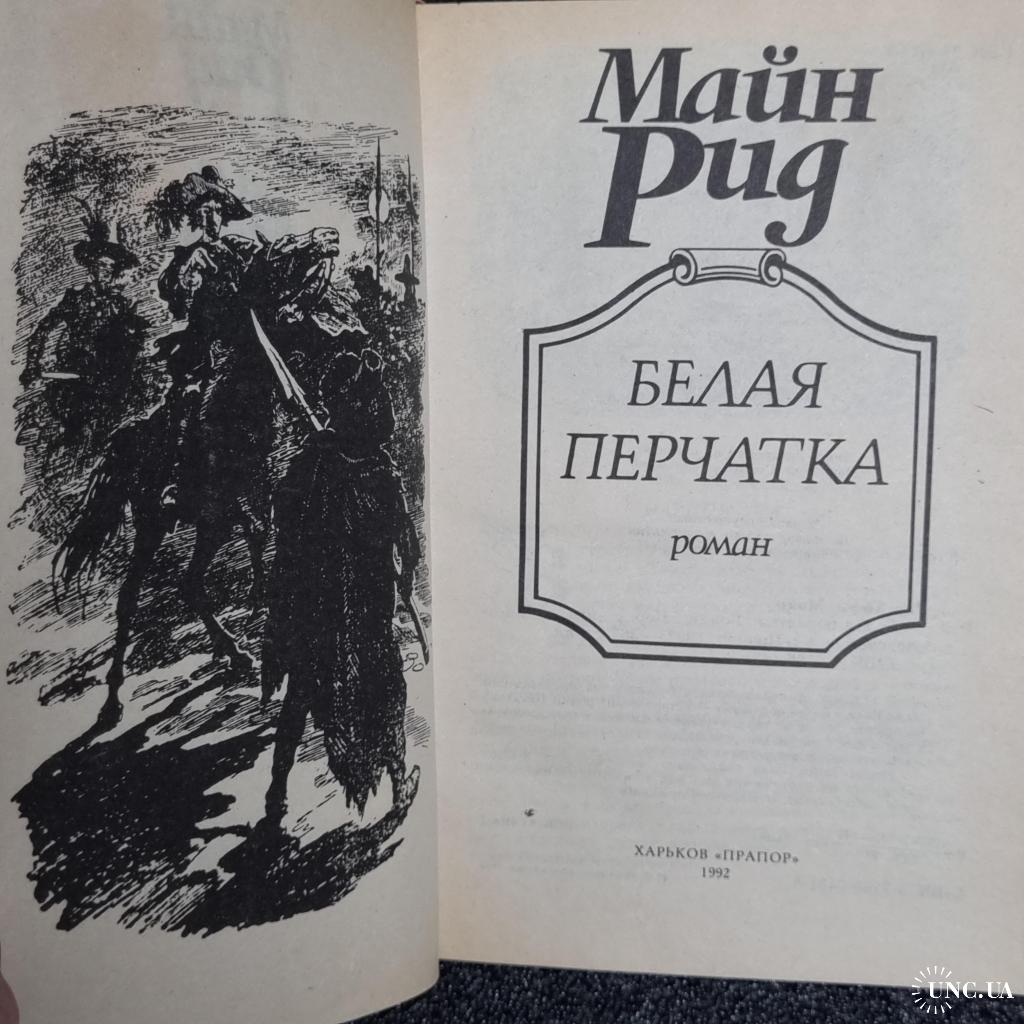 Майн
Рид
БЕЛАЯ
ПЕРЧАТКА
роман
ХАРЬКОВ «ПРАПОР»
1992
UNC.UA